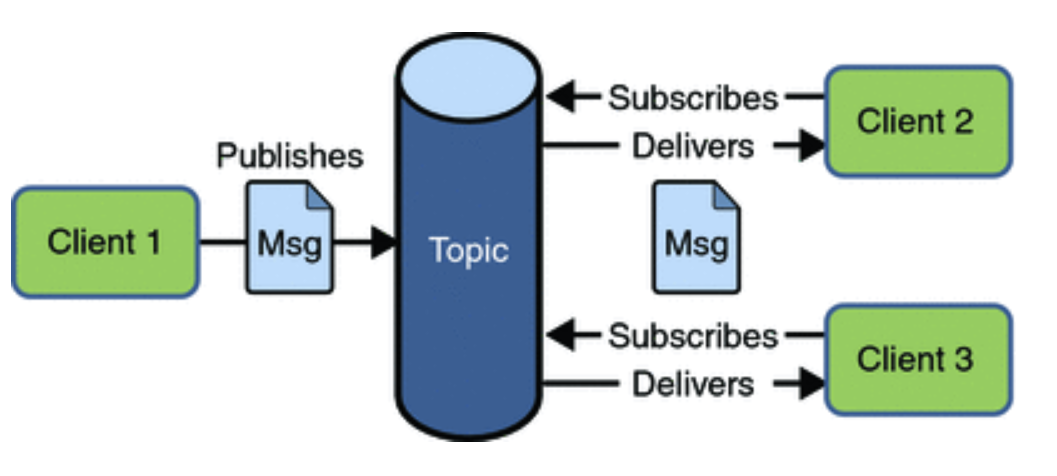 Publishes
Client 1
Msg
Topic
Subscribes
Delivers
Client 2
Msg
Subscribes
Delivers
Client 3